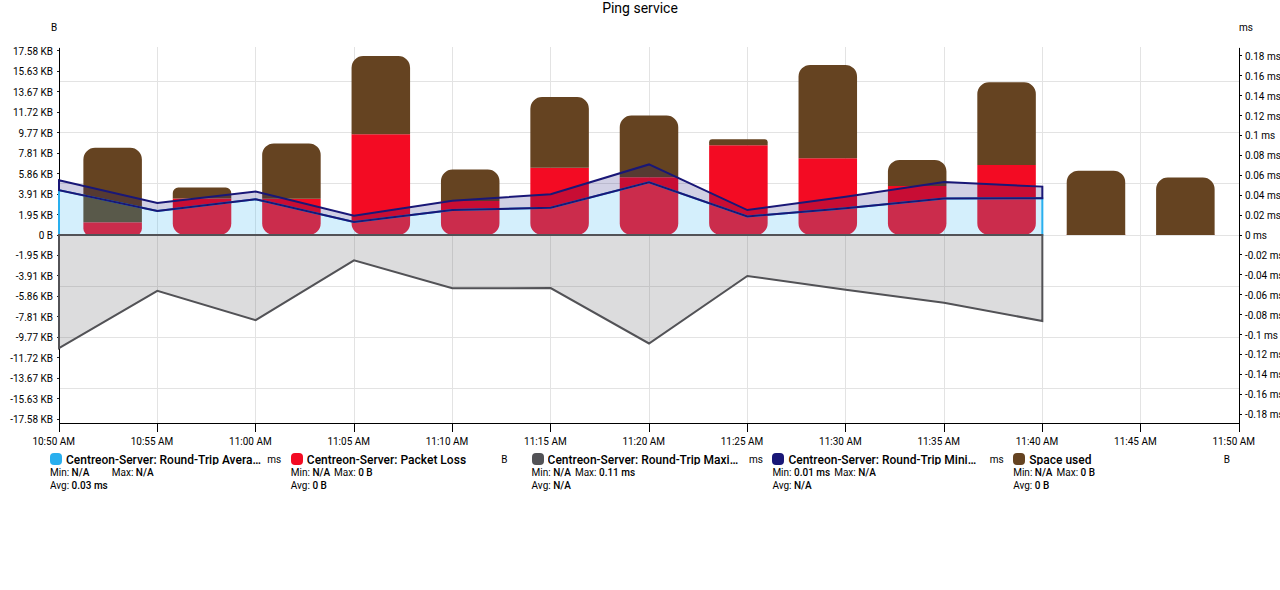 Ping service
B
ms
17.58 KB
15.63 KB
13.67 KB
11.72 KB
9.77 KB
7.81 KB
5.86 KB
3.91 KB
1.95 KB
0 B
-1.95 KB
-3.91 KB
-5.86 KB
-7.81 KB
-9.77 KB
-11.72 KB
-13.67 KB
-15.63 KB
-17.58 KB
0.18 ms
0.16 ms
0.14 ms
0.12 ms
0.1 ms
0.08 ms
0.06 ms
0.04 ms
0.02 ms
0 ms
-0.02 ms
-0.04 ms
-0.06 ms
-0.08 ms
-0.1 ms
-0.12 ms
-0.14 ms
-0.16 ms
-0.18 ms
10:50 AM 10:55 AM 11:00 AM 11:05 AM 11:10 AM 11:15 AM 11:20 AM 11:25 AM 11:30 AM 11:35 AM 11:40 AM 11:45 AM 11:50 AM
Centreon-Server: Round-Trip Avera... ms
Min: N/A Max: N/A
Avg: 0.03 ms
Centreon-Server: Packet Loss B
Min: N/A Max: 0 B
Avg: 0 B
Centreon-Server: Round-Trip Maxi... ms
Min: N/A Max: 0.11 ms
Avg: N/A
Centreon-Server: Round-Trip Mini... ms
Min: 0.01 ms Max: N/A
Avg: N/A
Space used B
Min: N/A Max: 0 B
Avg: 0 B